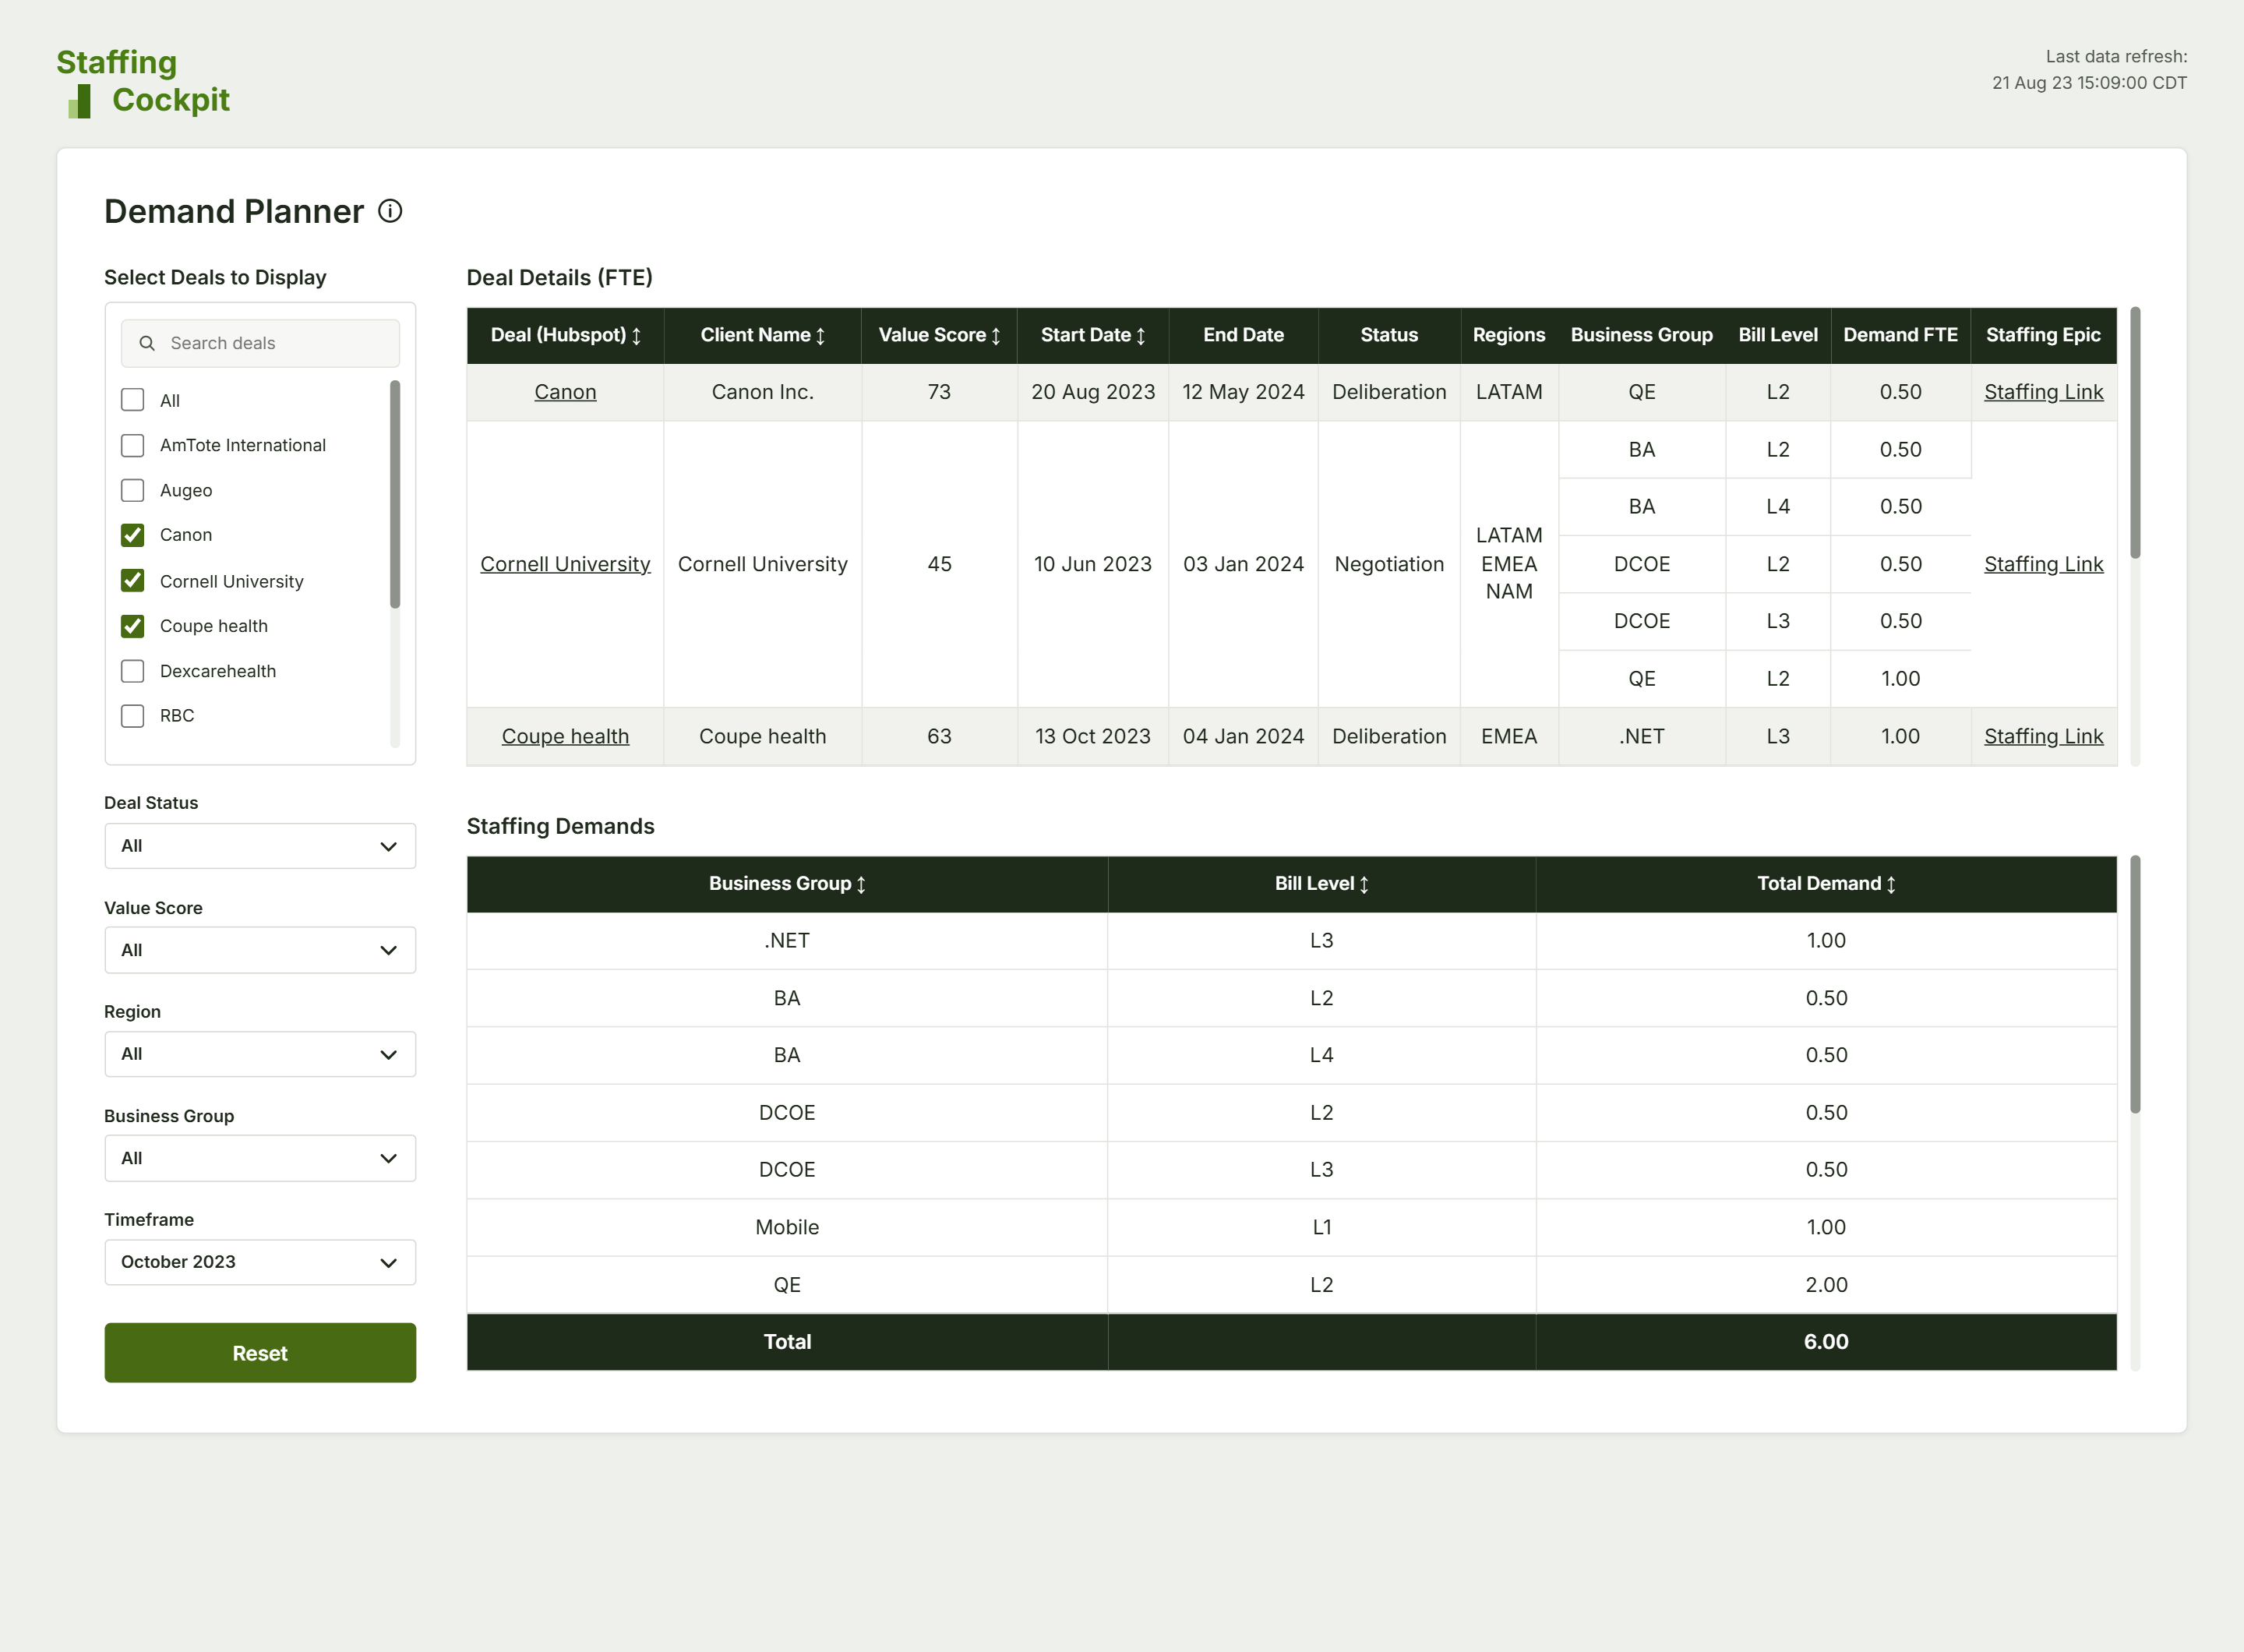 Staffing
Cockpit
Last data refresh:
21 Aug 23 15:09:00 CDT
Demand Planner
Select Deals to Display
Search deals
All
AmTote International
Augeo
Canon
Cornell University
Coupe health
Dexcarehealth
RBC
Deal Status
All
Value Score
All
Region
All
Business Group
All
Timeframe
October 2023
Reset
Deal Details (FTE)
Deal (Hubspot) Client Name Value Score Start Date End Date Status Regions Business Group Bill Level Demand FTE Staffing Epic
Canon Canon Inc. 73 20 Aug 2023 12 May 2024 Deliberation LATAM QE L2 0.50 Staffing Link
BA L2 0.50
BA L4 0.50
LATAM
Cornell University Cornell University 45 10 Jun 2023 03 Jan 2024 Negotiation EMEA DCOE L2 0.50 Staffing Link
NAM
DCOE L3 0.50
QE L2 1.00
Coupe health Coupe health 63 13 Oct 2023 04 Jan 2024 Deliberation EMEA .NET L3 1.00 Staffing Link
Staffing Demands
Business Group Bill Level Total Demand
.NET L3 1.00
BA L2 0.50
BA L4 0.50
DCOE L2 0.50
DCOE L3 0.50
Mobile L1 1.00
QE L2 2.00
Total 6.00